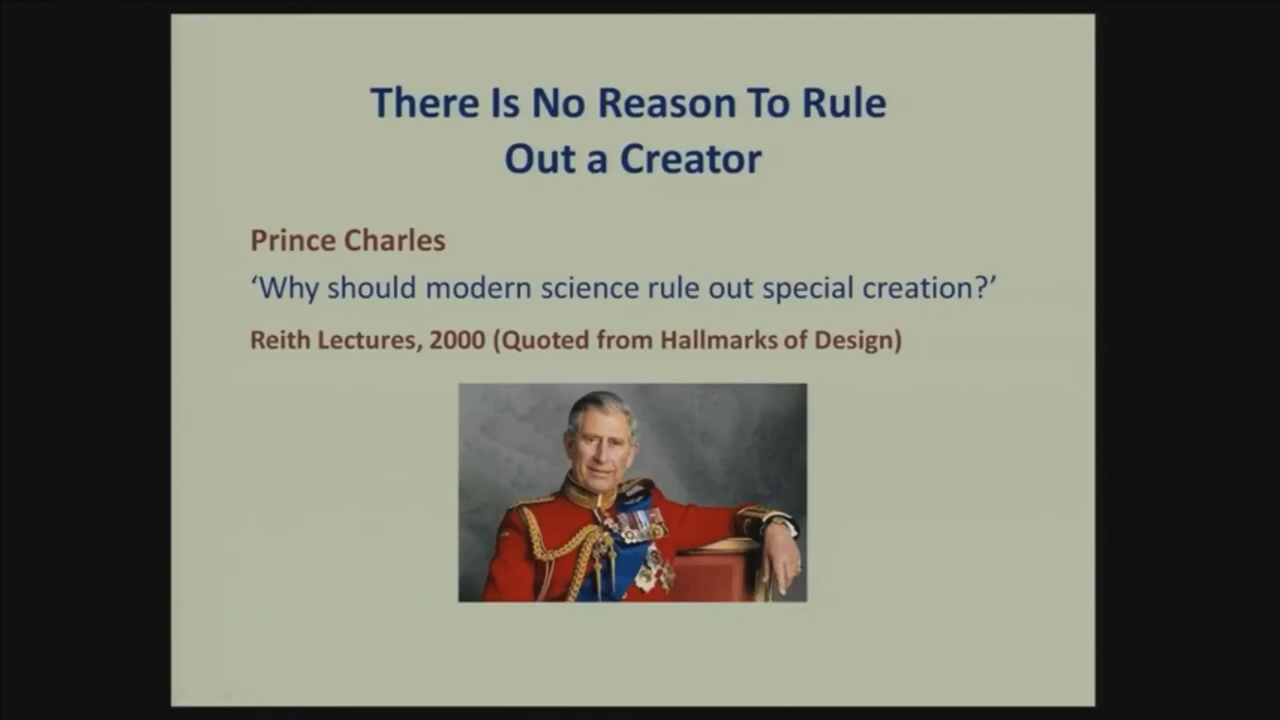 There Is No Reason To Rule
Out a Creator
Prince Charles
‘Why should modern science rule out special creation?’
Reith Lectures, 2000 (Quoted from Hallmarks of Design)